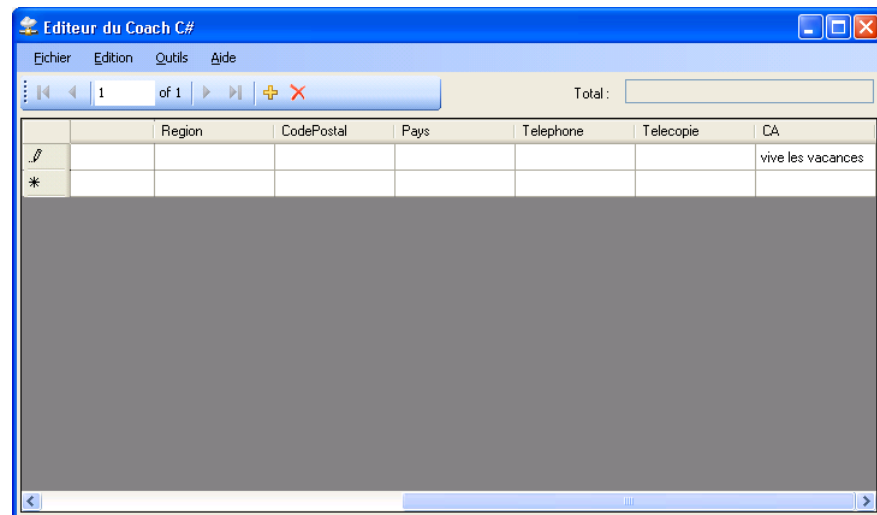 Editeur du Coach C#
Fichier Edition Outils Aide
1 of 1 Total :
Region CodePostal Pays Telephone Telecopie CA
vive les vacances